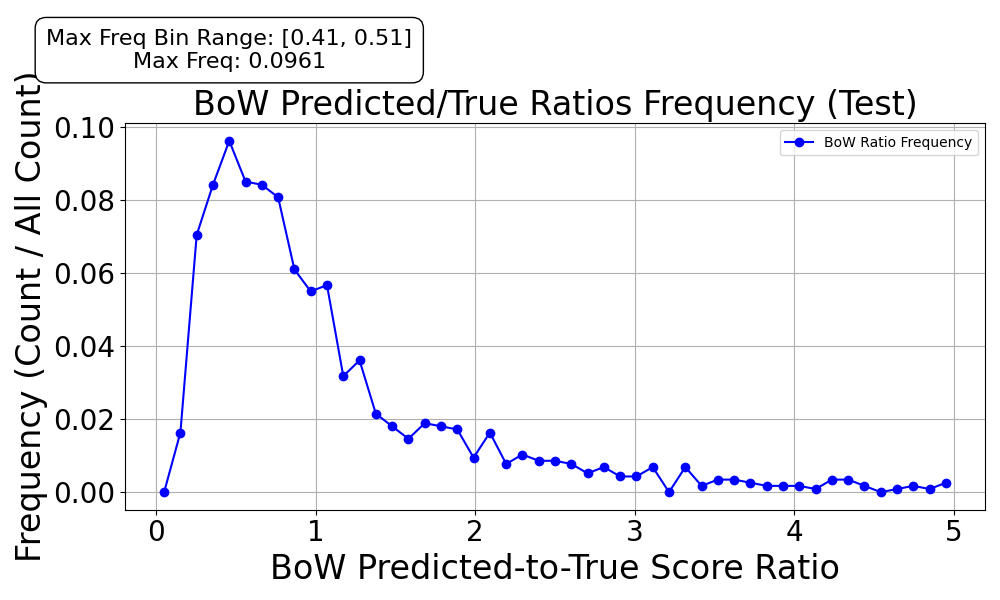 Max Freq Bin Range: [0.41, 0.51]
Max Freq: 0.0961
BoW Predicted/True Ratios Frequency (Test)
BoW Ratio Frequency
Frequency (Count / All Count)
0.10
0.08
0.06
0.04
0.02
0.00
0 1 2 3 4 5
BoW Predicted-to-True Score Ratio